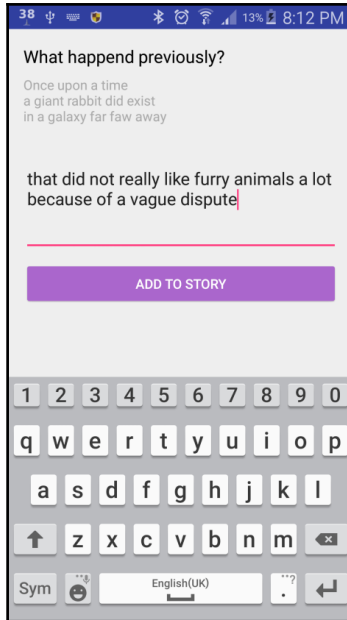 38 13% 8:12 PM
What happend previously?
Once upon a time
a giant rabbit did exist
in a galaxy far faw away
that did not really like furry animals a lot
because of a vague dispute
ADD TO STORY
1 2 3 4 5 6 7 8 9 0
q w e r t y u i o p
a s d f g h j k l
z x c v b n m
Sym English(UK) . ?